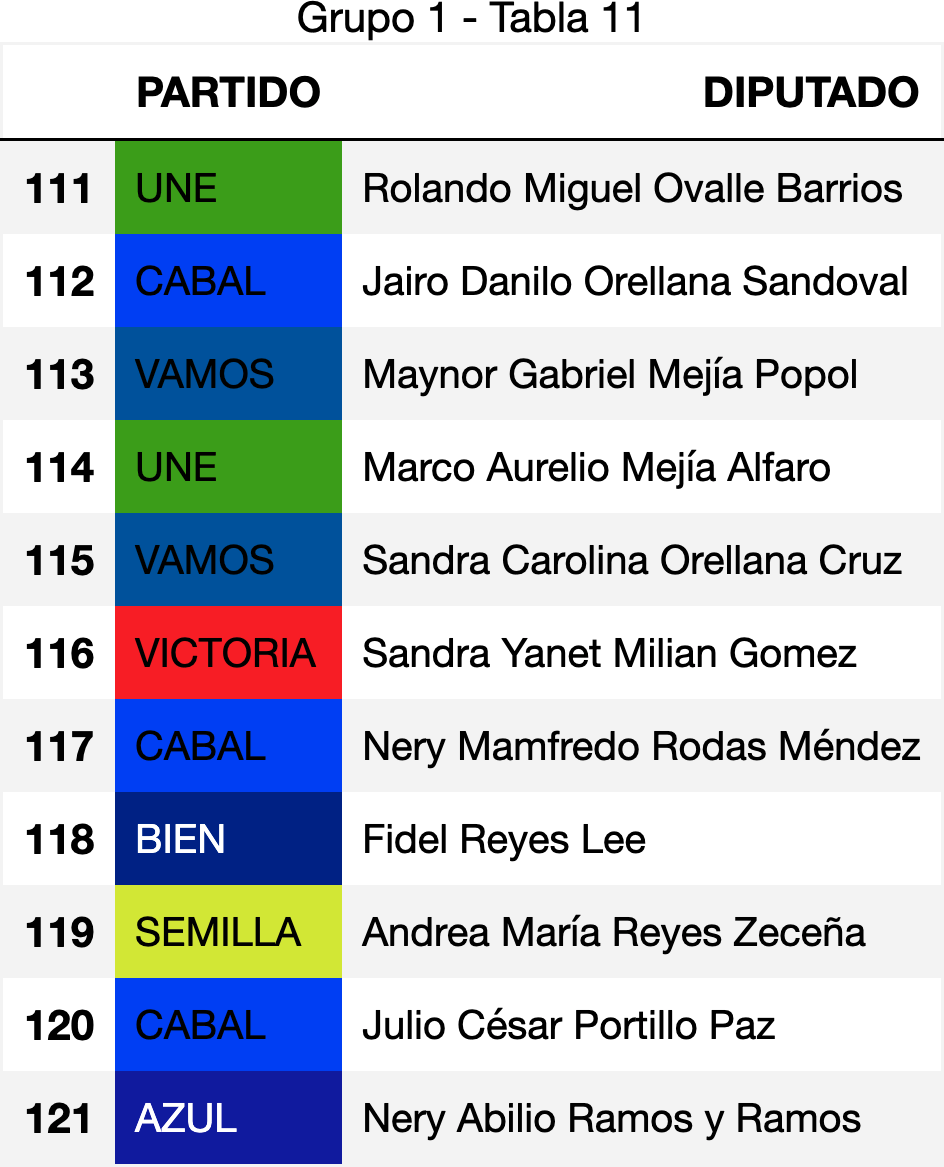 Grupo 1 - Tabla 11
PARTIDO DIPUTADO
111 UNE Rolando Miguel Ovalle Barrios
112 CABAL Jairo Danilo Orellana Sandoval
113 VAMOS Maynor Gabriel Mejía Popol
114 UNE Marco Aurelio Mejía Alfaro
115 VAMOS Sandra Carolina Orellana Cruz
116 VICTORIA Sandra Yanet Milian Gomez
117 CABAL Nery Mamfredo Rodas Méndez
118 BIEN Fidel Reyes Lee
119 SEMILLA Andrea María Reyes Zeceña
120 CABAL Julio César Portillo Paz
121 AZUL Nery Abilio Ramos y Ramos